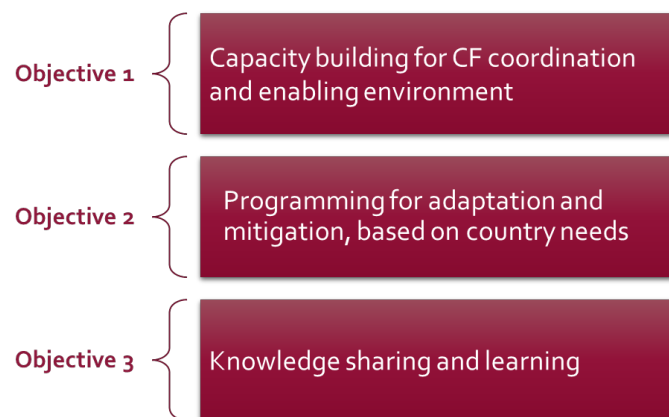 Objective 1
Capacity building for CF coordination
and enabling environment
Objective 2
Programming for adaptation and
mitigation, based on country needs
Objective 3
Knowledge sharing and learning